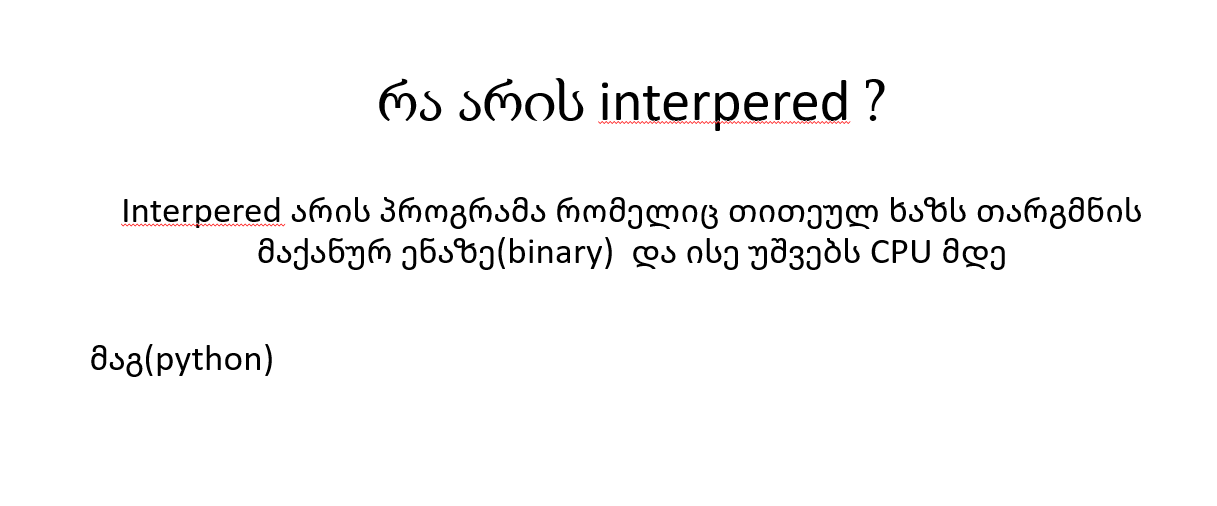 რა არის interpered ?
Interpered არის პროგრამა რომელიც თითეულ ხაზს თარგმნის
მაქანურ ენაზე(binary) და ისე უშვებს CPU მდე
მაგ(python)